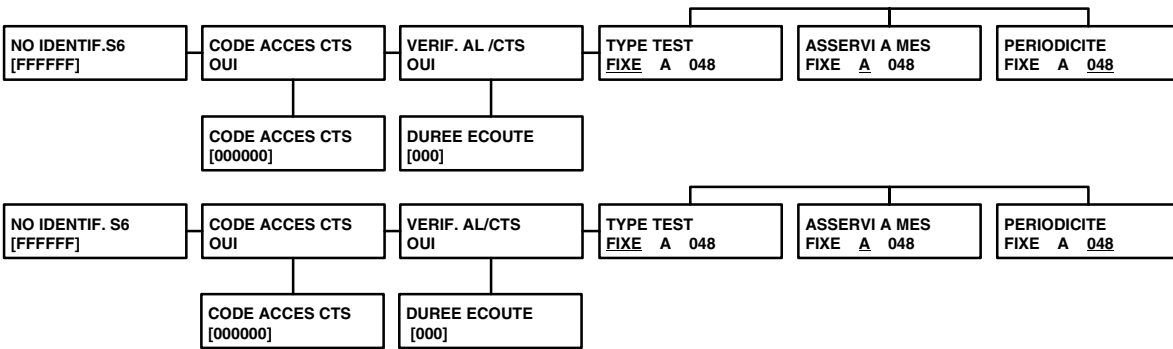 NO IDENTIF.S6
[FFFFFF]
CODE ACCES CTS
OUI
VERIF. AL /CTS
OUI
TYPE TEST
FIXE A 048
ASSERVI A MES
FIXE A 048
PERIODICITE
FIXE A 048
CODE ACCES CTS
[000000]
DUREE ECOUTE
[000]
NO IDENTIF. S6
[FFFFFF]
CODE ACCES CTS
OUI
VERIF. AL/CTS
OUI
TYPE TEST
FIXE A 048
ASSERVI A MES
FIXE A 048
PERIODICITE
FIXE A 048
CODE ACCES CTS
[000000]
DUREE ECOUTE
[000]